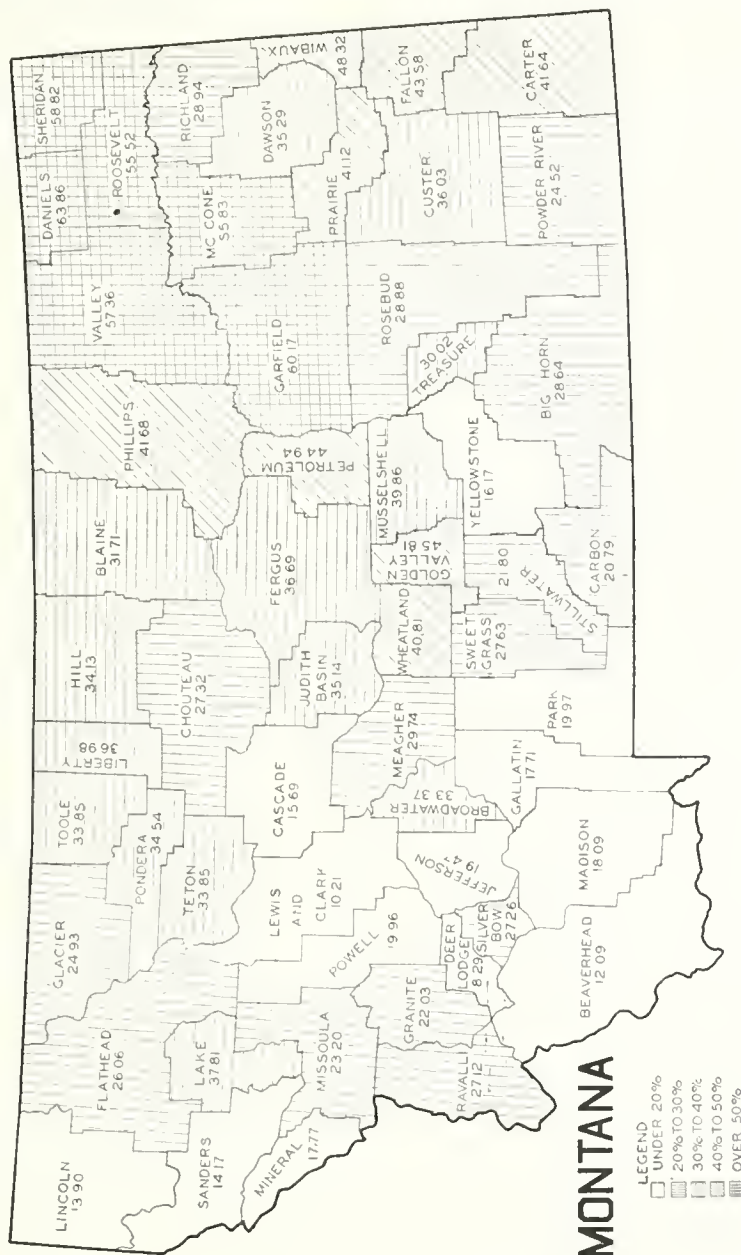 LINCOLN
13.90
FLATHEAD
26.06
GLACIER
24.93
TOOLE
33.85
LIBERTY
36.98
HILL
34.13
BLAINE
31.71
PHILLIPS
41.68
VALLEY
57.36
DANIELS
63.86
SHERIDAN
58.82
ROOSEVELT
55.52
SANDERS
14.17
LAKE
37.81
PONDERA
34.54
TETON
33.85
CHOUTEAU
27.32
RICHLAND
28.94
MC CONE
55.83
GARFIELD
60.17
DAWSON
35.29
WIBAUX
48.32
MINERAL
17.77
MISSOULA
23.20
POWELL
19.96
LEWIS
AND
CLARK
10.21
CASCADE
15.69
JUDITH
BASIN
35.14
FERGUS
36.69
PETROLEUM
44.94
PRAIRIE
41.12
FALLON
43.58
RAVALLI
27.12
GRANITE
22.03
DEER
LODGE
8.29
SILVER
BOW
27.26
JEFFERSON
19.47
BROADWATER
33.37
MEAGHER
29.74
WHEATLAND
40.81
GOLDEN
VALLEY
45.81
MUSSELSHELL
39.86
ROSEBUD
28.88
30.02
TREASURE
CUSTER
36.03
CARTER
41.64
BEAVERHEAD
12.09
MADISON
18.09
GALLATIN
17.71
PARK
19.97
SWEET
GRASS
27.63
21.80
STILLWATER
YELLOWSTONE
16.17
CARBON
20.79
BIG HORN
28.64
POWDER RIVER
24.52
MONTANA
LEGEND
UNDER 20%
20% TO 30%
30% TO 40%
40% TO 50%
OVER 50%